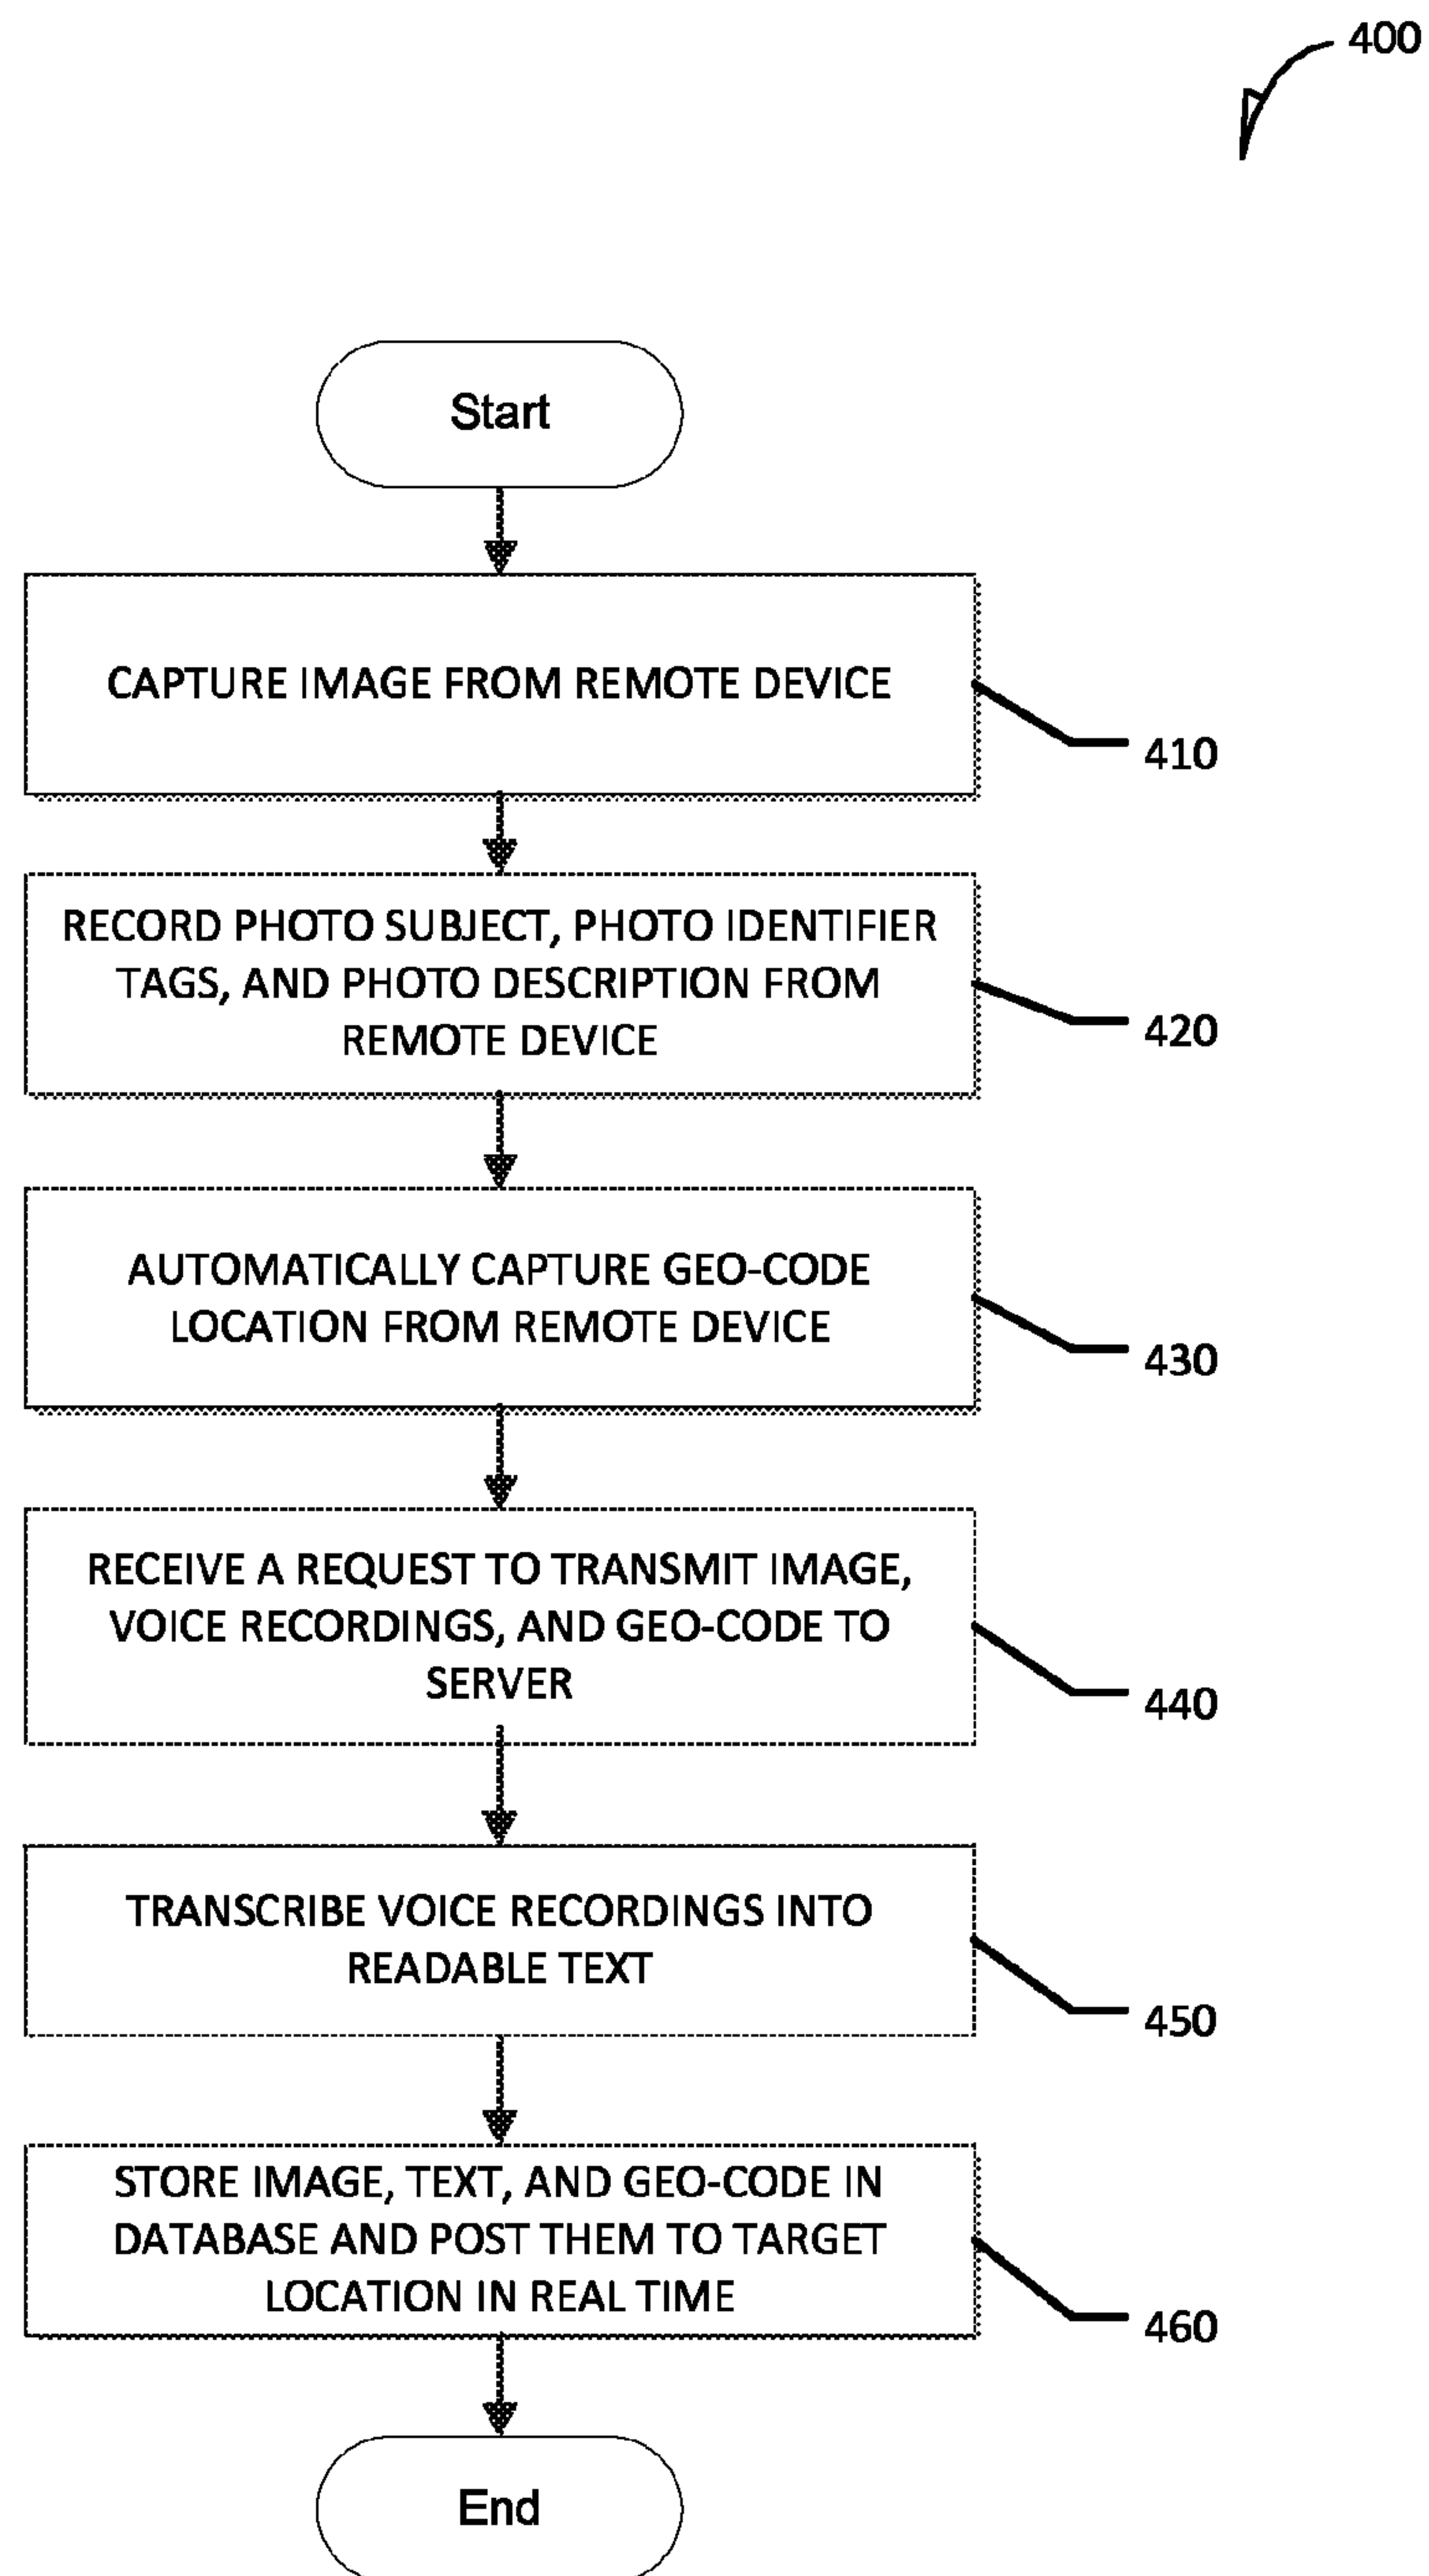 400
Start
CAPTURE IMAGE FROM REMOTE DEVICE
410
RECORD PHOTO SUBJECT, PHOTO IDENTIFIER
TAGS, AND PHOTO DESCRIPTION FROM
REMOTE DEVICE
420
AUTOMATICALLY CAPTURE GEO-CODE
LOCATION FROM REMOTE DEVICE
430
RECEIVE A REQUEST TO TRANSMIT IMAGE,
VOICE RECORDINGS, AND GEO-CODE TO
SERVER
440
TRANSCRIBE VOICE RECORDINGS INTO
READABLE TEXT
450
STORE IMAGE, TEXT, AND GEO-CODE IN
DATABASE AND POST THEM TO TARGET
LOCATION IN REAL TIME
460
End